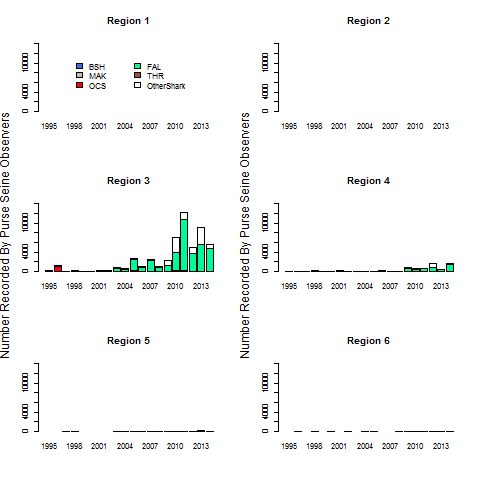 Region 1
Region 2
Number Recorded By Purse Seine Observers
0 4000 10000
BSH FAL
MAK THR
OCS OtherShark
1995 1998 2001 2004 2007 2010 2013
Number Recorded By Purse Seine Observers
0 4000 10000
1995 1998 2001 2004 2007 2010 2013
Region 3
Region 4
0 4000 10000
1995 1998 2001 2004 2007 2010 2013
0 4000 10000
1995 1998 2001 2004 2007 2010 2013
Region 5
Region 6
0 4000 10000
1995 1998 2001 2004 2007 2010 2013
0 4000 10000
1995 1998 2001 2004 2007 2010 2013